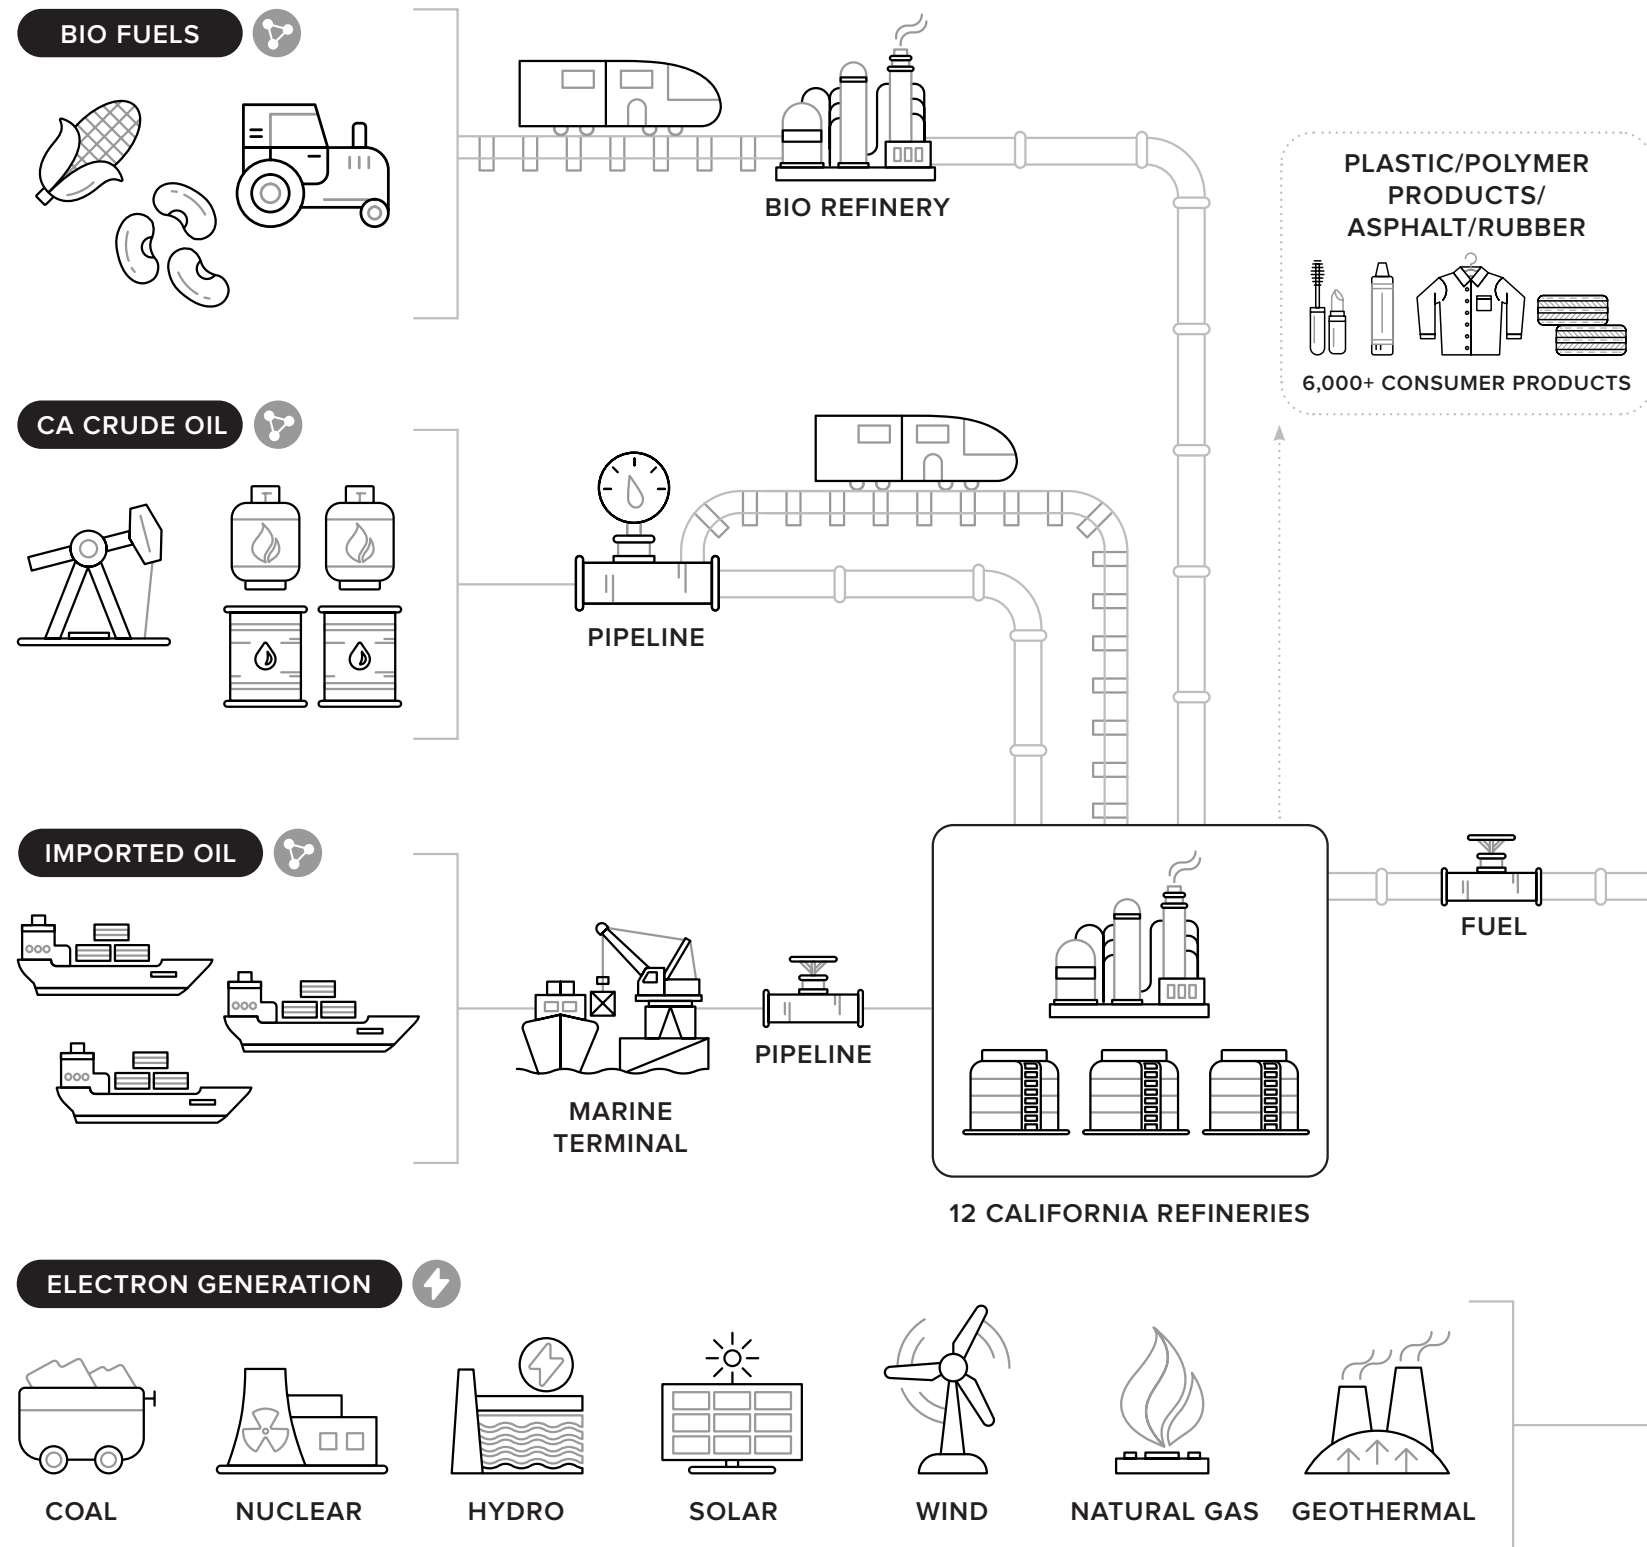 BIO FUELS
BIO REFINERY
PLASTIC/POLYMER
PRODUCTS/
ASPHALT/RUBBER
6,000+ CONSUMER PRODUCTS
CA CRUDE OIL
PIPELINE
IMPORTED OIL
FUEL
PIPELINE
MARINE
TERMINAL
12 CALIFORNIA REFINERIES
ELECTRON GENERATION
COAL
NUCLEAR
HYDRO
SOLAR
WIND
NATURAL GAS
GEOTHERMAL